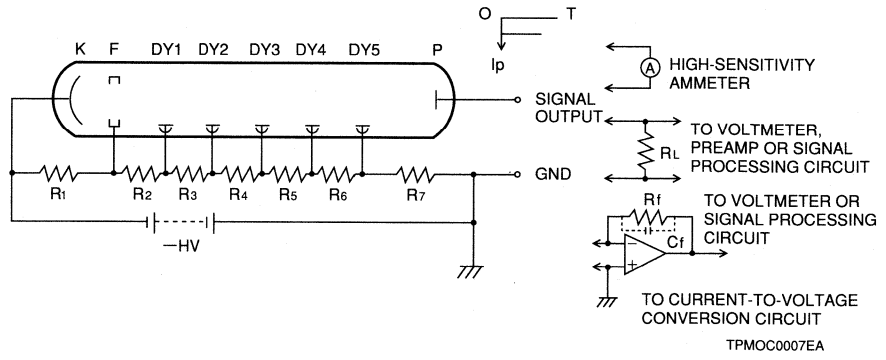 O T
Ip
K F DY1 DY2 DY3 DY4 DY5 P
A
HIGH-SENSITIVITY
AMMETER
SIGNAL
OUTPUT
RL
TO VOLTMETER,
PREAMP OR SIGNAL
PROCESSING CIRCUIT
GND
R1 R2 R3 R4 R5 R6 R7
—HV
Rf
Cf
− +
TO VOLTMETER OR
SIGNAL PROCESSING
CIRCUIT
TO CURRENT-TO-VOLTAGE
CONVERSION CIRCUIT
TPMOC0007EA